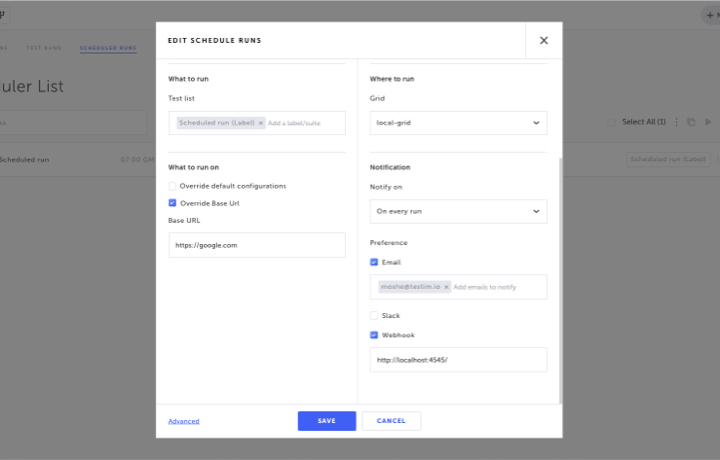 EDIT SCHEDULE RUNS
TEST RUNS
SCHEDULED RUNS
uler List
Select All (1)
Scheduled run
07:00 GM
Scheduled run (Label)
What to run
Test list
Scheduled run (Label) × Add a label/suite
What to run on
Override default configurations
Override Base Url
Base URL
https://google.com
Where to run
Grid
local-grid
Notification
Notify on
On every run
Preference
Email
moshe@testim.io × Add emails to notify
Slack
Webhook
http://localhost:4545/
Advanced
SAVE
CANCEL